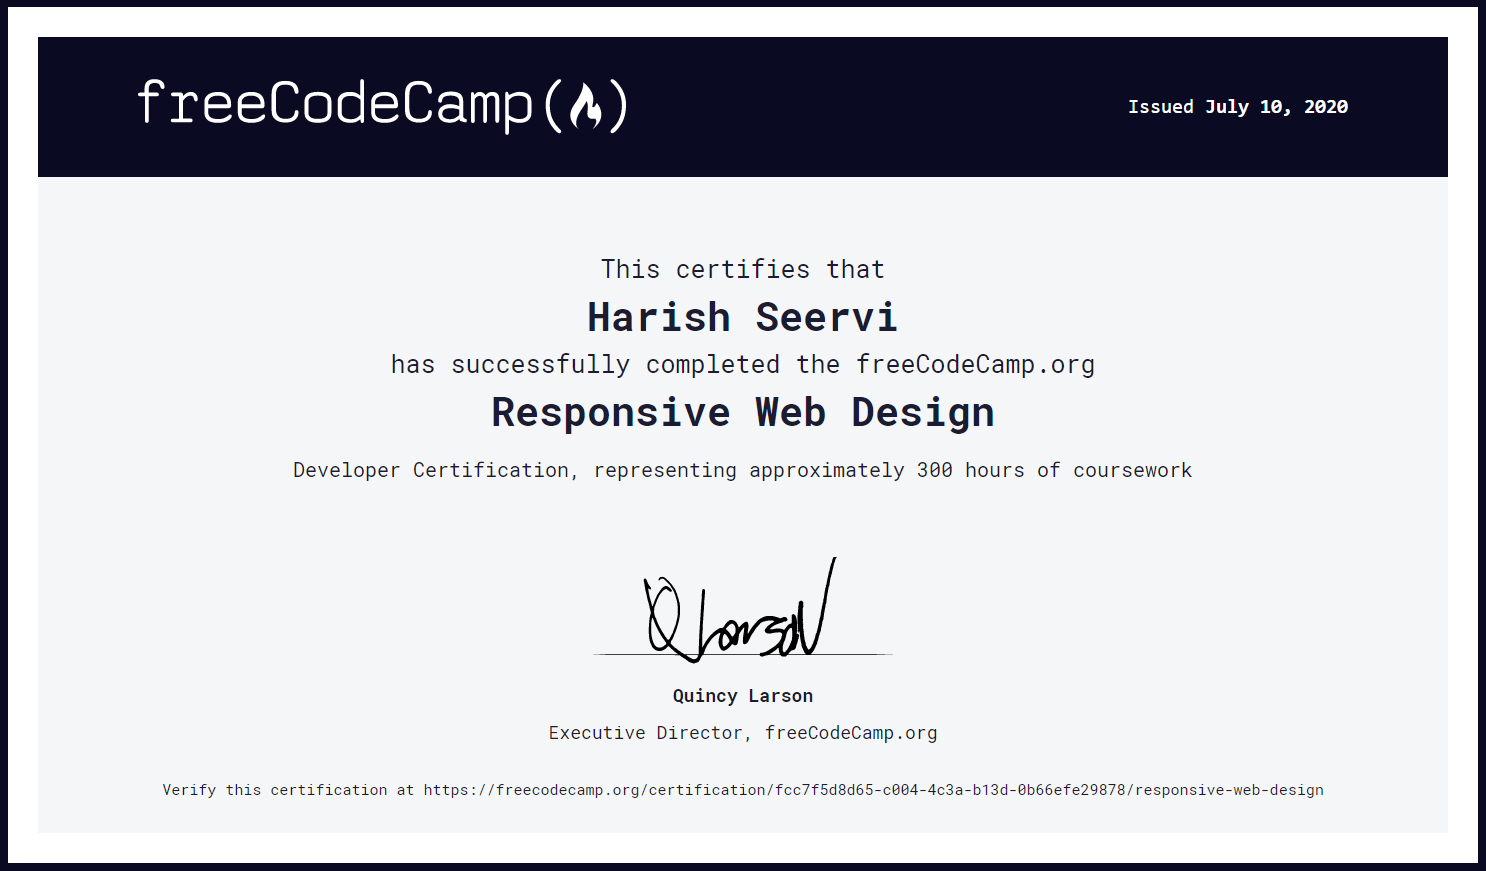 freeCodeCamp(🔥)
Issued July 10, 2020
This certifies that
Harish Seervi
has successfully completed the freeCodeCamp.org
Responsive Web Design
Developer Certification, representing approximately 300 hours of coursework
Q Larson
Quincy Larson
Executive Director, freeCodeCamp.org
Verify this certification at https://freecodecamp.org/certification/fcc7f5d8d65-c004-4c3a-b13d-0b66efe29878/responsive-web-design